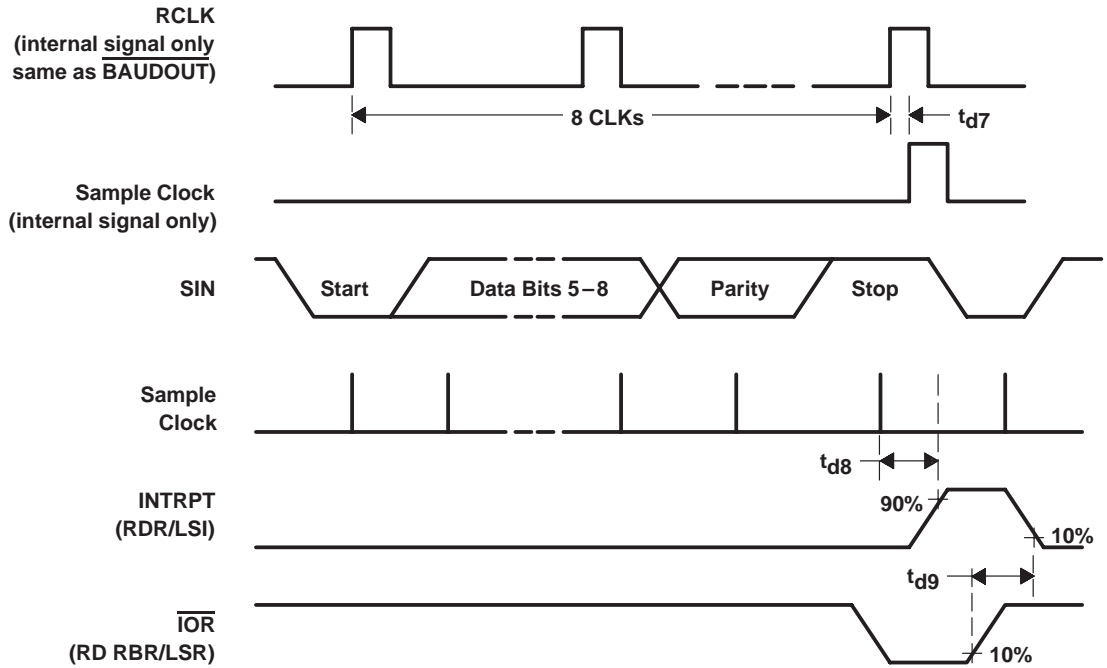 RCLK
(internal signal only
same as BAUDOUT)
8 CLKs
td7
Sample Clock
(internal signal only)
SIN
Start
Data Bits 5–8
Parity
Stop
Sample
Clock
td8
INTRPT
(RDR/LSI)
90%
10%
td9
IOR
(RD RBR/LSR)
10%